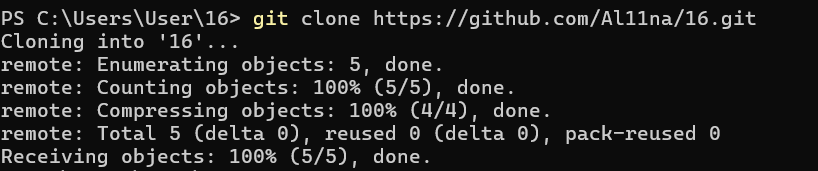 PS C:\Users\User\16> git clone https://github.com/Al11na/16.git
Cloning into '16'...
remote: Enumerating objects: 5, done.
remote: Counting objects: 100% (5/5), done.
remote: Compressing objects: 100% (4/4), done.
remote: Total 5 (delta 0), reused 0 (delta 0), pack-reused 0
Receiving objects: 100% (5/5), done.